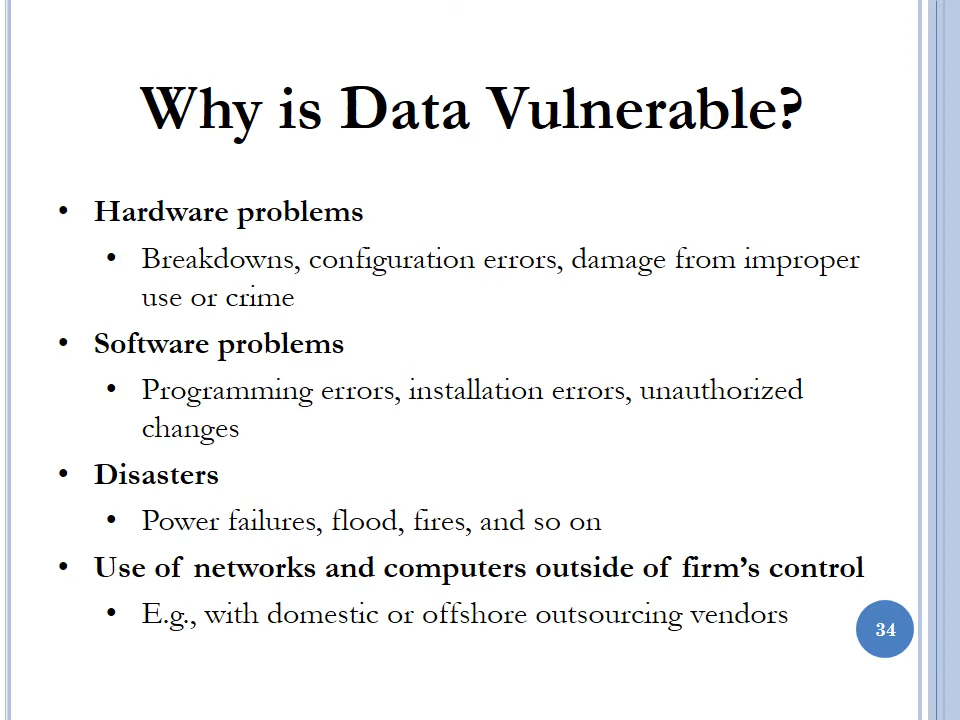 Why is Data Vulnerable?
• Hardware problems
• Breakdowns, configuration errors, damage from improper
use or crime
• Software problems
• Programming errors, installation errors, unauthorized
changes
• Disasters
• Power failures, flood, fires, and so on
• Use of networks and computers outside of firm's control
• E.g., with domestic or offshore outsourcing vendors
34